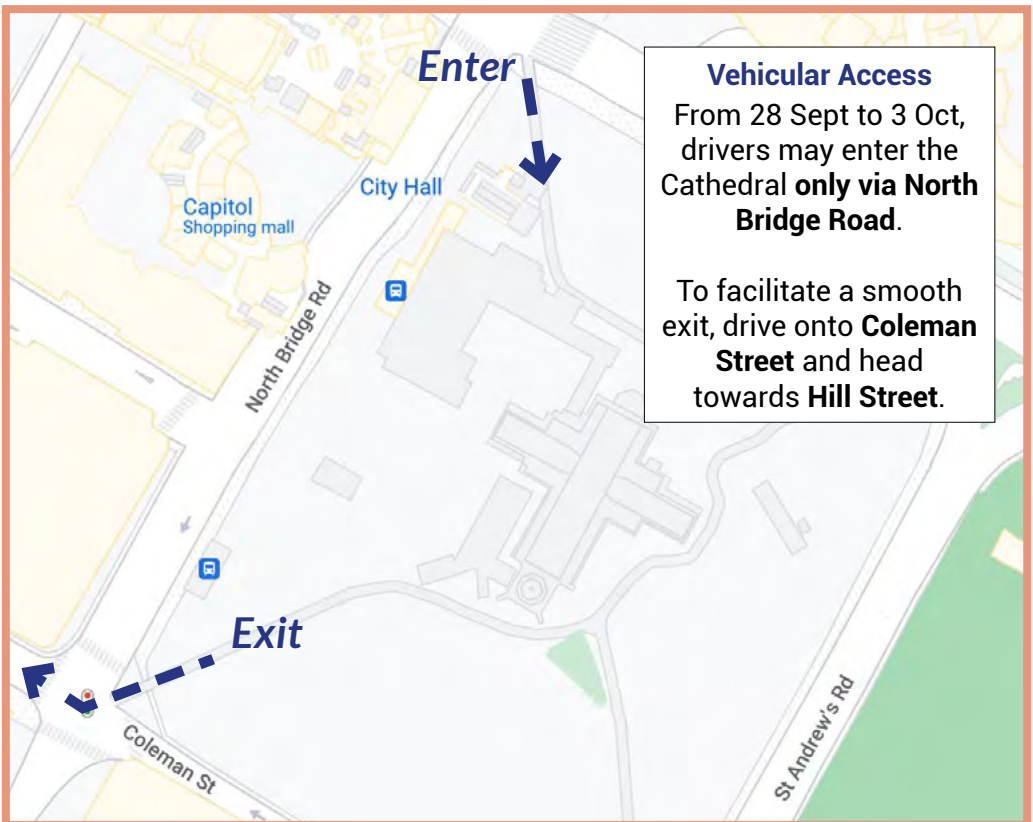 Enter
Vehicular Access
From 28 Sept to 3 Oct,
drivers may enter the
Cathedral only via North
Bridge Road.
To facilitate a smooth
exit, drive onto Coleman
Street and head
towards Hill Street.
City Hall
Capitol
Shopping mall
North Bridge Rd
Exit
Coleman St
St Andrew's Rd